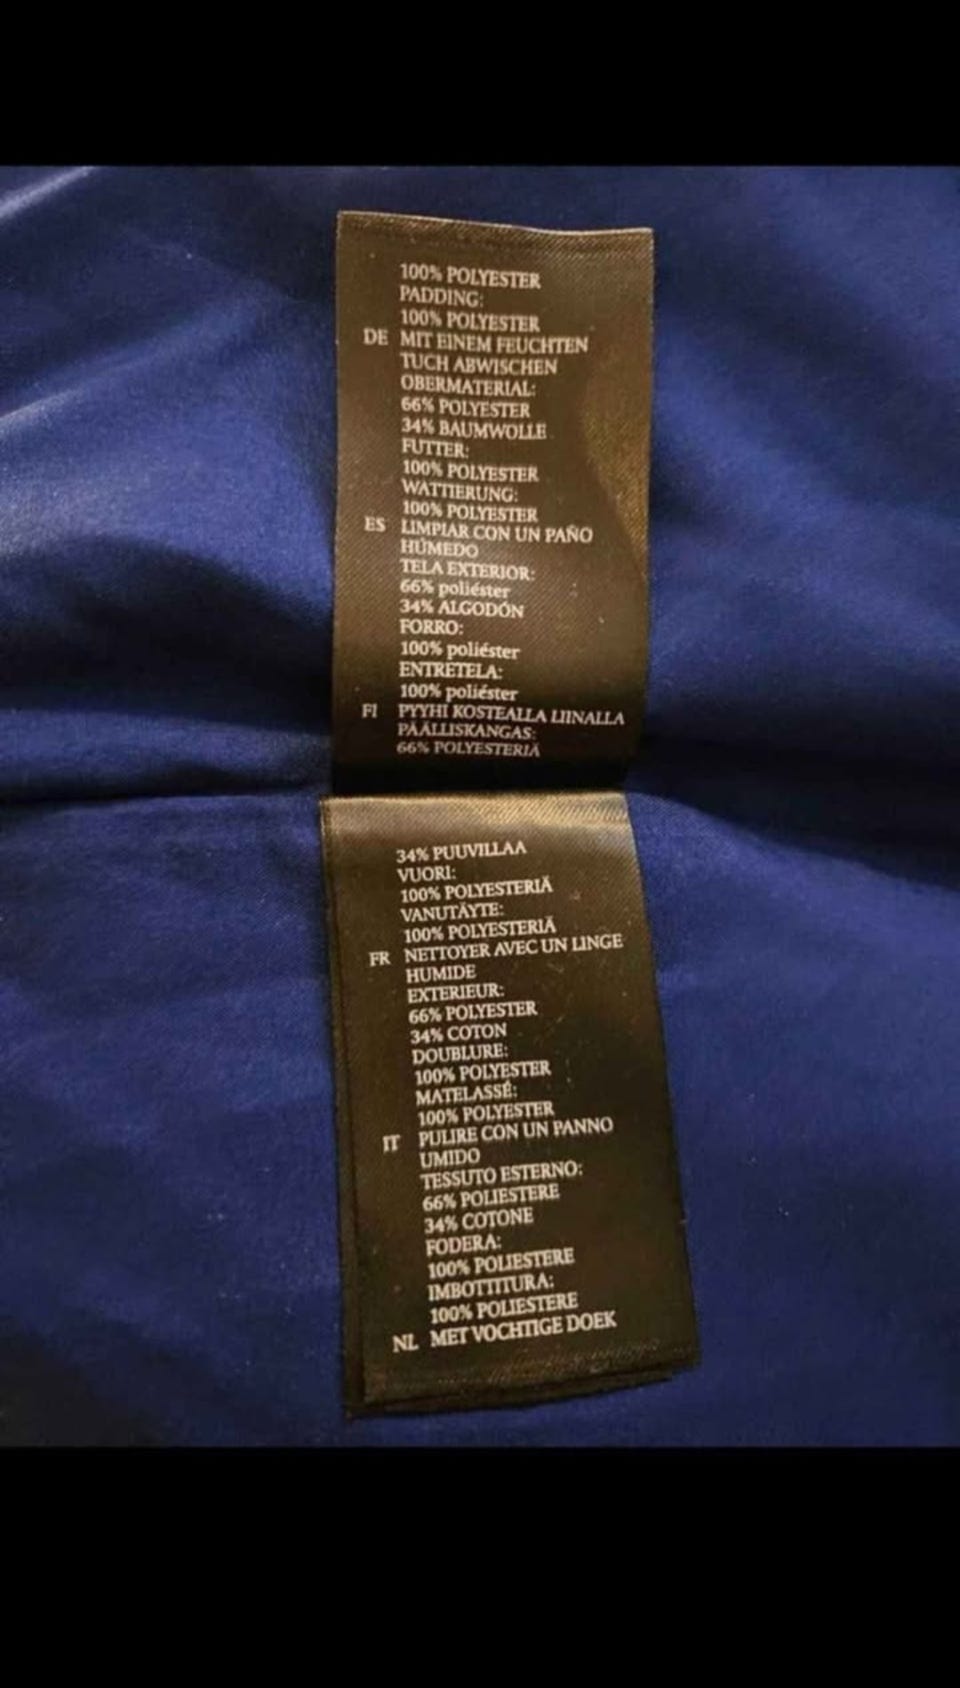 100% POLYESTER
PADDING:
100% POLYESTER
DE MIT EINEM FEUCHTEN
TUCH ABWISCHEN
OBERMATERIAL:
66% POLYESTER
34% BAUMWOLLE
FUTTER:
100% POLYESTER
WATTIERUNG:
100% POLYESTER
ES LIMPIAR CON UN PAÑO
HÚMEDO
TELA EXTERIOR:
66% poliéster
34% ALGODÓN
FORRO:
100% poliéster
ENTRETELA:
100% poliéster
FI PYYHI KOSTEALLA LIINALLA
PÄÄLLISKANGAS:
66% POLYESTERIÄ
34% PUUVILLAA
VUORI:
100% POLYESTERIÄ
VANUTÄYTE:
100% POLYESTERIÄ
FR NETTOYER AVEC UN LINGE
HUMIDE
EXTERIEUR:
66% POLYESTER
34% COTON
DOUBLURE:
100% POLYESTER
MATELASSÉ:
100% POLYESTER
IT PULIRE CON UN PANNO
UMIDO
TESSUTO ESTERNO:
66% POLIESTERE
34% COTONE
FODERA:
100% POLIESTERE
IMBOTTITURA:
100% POLIESTERE
NL MET VOCHTIGE DOEK